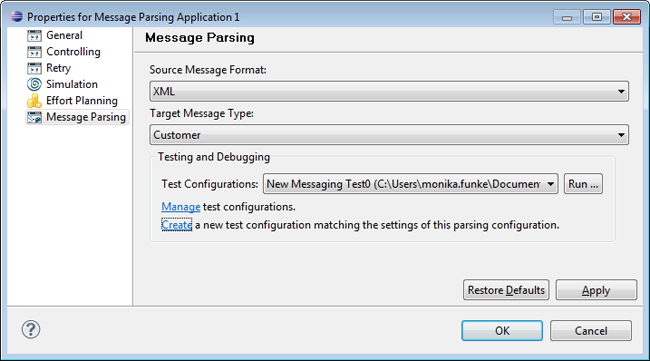 Properties for Message Parsing Application 1
General
Controlling
Retry
Simulation
Effort Planning
Message Parsing
Message Parsing
Source Message Format:
XML
Target Message Type:
Customer
Testing and Debugging
Test Configurations: New Messaging Test0 (C:\Users\monika.funke\Documen Run ...
Manage test configurations.
Create a new test configuration matching the settings of this parsing configuration.
Restore Defaults Apply
? OK Cancel